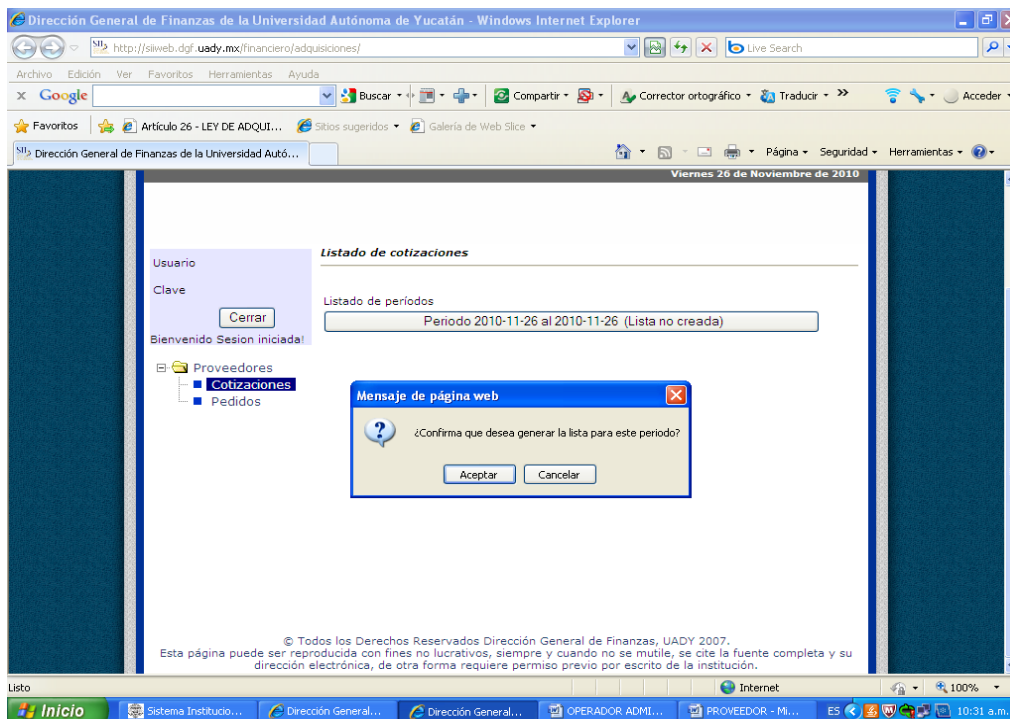 Dirección General de Finanzas de la Universidad Autónoma de Yucatán - Windows Internet Explorer
http://siiweb.dgf.uady.mx/financiero/adquisiciones/
Live Search
Archivo Edición Ver Favoritos Herramientas Ayuda
x Google Buscar Compartir Corrector ortográfico Traducir >> Acceder
Favoritos Artículo 26 - LEY DE ADQUI... Sitios sugeridos Galería de Web Slice
Dirección General de Finanzas de la Universidad Autó... Página Seguridad Herramientas
Viernes 26 de Noviembre de 2010
Listado de cotizaciones
Usuario
Clave
Cerrar
Bienvenido Sesion iniciada!
Listado de períodos
Periodo 2010-11-26 al 2010-11-26 (Lista no creada)
Proveedores
Cotizaciones
Pedidos
Mensaje de página web
¿Confirma que desea generar la lista para este periodo?
Aceptar Cancelar
© Todos los Derechos Reservados Dirección General de Finanzas, UADY 2007.
Esta página puede ser reproducida con fines no lucrativos, siempre y cuando no se mutile, se cite la fuente completa y su
dirección electrónica, de otra forma requiere permiso previo por escrito de la institución.
Listo Internet 100%
Inicio Sistema Institucio... Dirección General... Dirección General... OPERADOR ADMI... PROVEEDOR - Mi... ES 10:31 a.m.